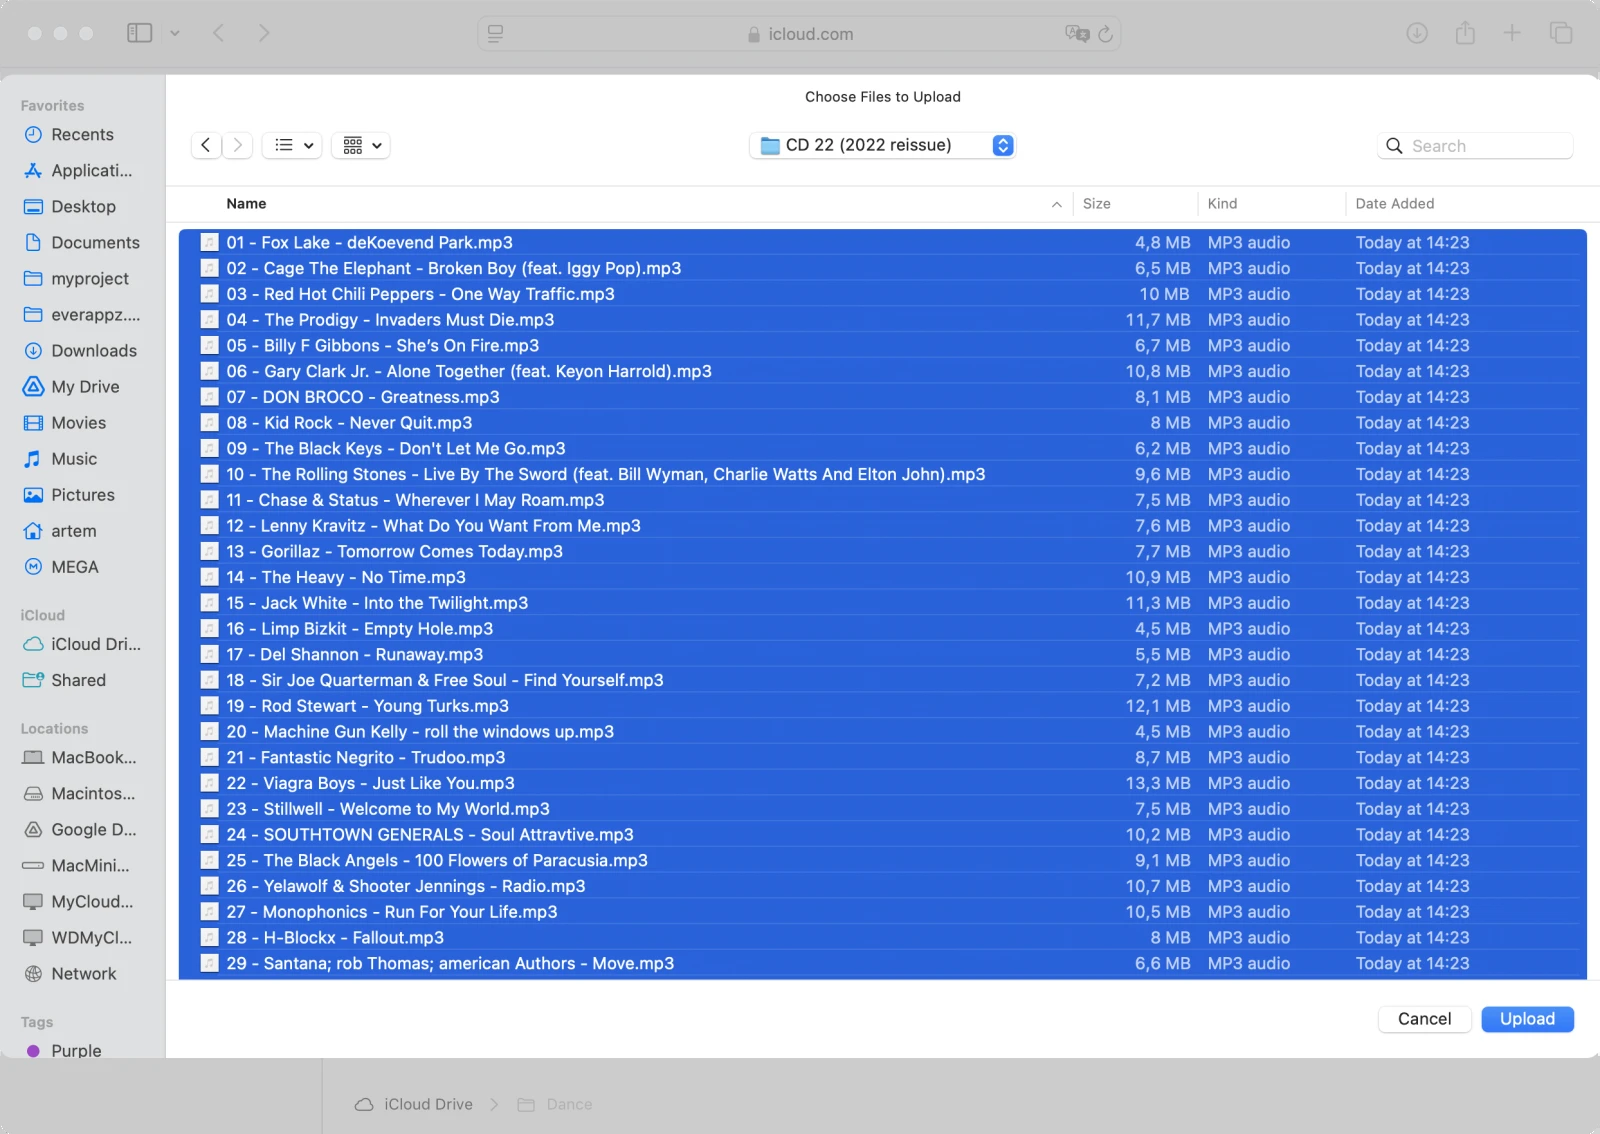 icloud.com
Choose Files to Upload
Favorites
Recents
Applicati...
Desktop
Documents
myproject
everappz....
Downloads
My Drive
Movies
Music
Pictures
artem
MEGA
iCloud
iCloud Dri...
Shared
Locations
MacBook...
Macintos...
Google D...
MacMini...
MyCloud...
WDMyCl...
Network
Tags
Purple
CD 22 (2022 reissue)
Search
Name Size Kind Date Added
01 - Fox Lake - deKoevend Park.mp3 4,8 MB MP3 audio Today at 14:23
02 - Cage The Elephant - Broken Boy (feat. Iggy Pop).mp3 6,5 MB MP3 audio Today at 14:23
03 - Red Hot Chili Peppers - One Way Traffic.mp3 10 MB MP3 audio Today at 14:23
04 - The Prodigy - Invaders Must Die.mp3 11,7 MB MP3 audio Today at 14:23
05 - Billy F Gibbons - She’s On Fire.mp3 6,7 MB MP3 audio Today at 14:23
06 - Gary Clark Jr. - Alone Together (feat. Keyon Harrold).mp3 10,8 MB MP3 audio Today at 14:23
07 - DON BROCO - Greatness.mp3 8,1 MB MP3 audio Today at 14:23
08 - Kid Rock - Never Quit.mp3 8 MB MP3 audio Today at 14:23
09 - The Black Keys - Don't Let Me Go.mp3 6,2 MB MP3 audio Today at 14:23
10 - The Rolling Stones - Live By The Sword (feat. Bill Wyman, Charlie Watts And Elton John).mp3 9,6 MB MP3 audio Today at 14:23
11 - Chase & Status - Wherever I May Roam.mp3 7,5 MB MP3 audio Today at 14:23
12 - Lenny Kravitz - What Do You Want From Me.mp3 7,6 MB MP3 audio Today at 14:23
13 - Gorillaz - Tomorrow Comes Today.mp3 7,7 MB MP3 audio Today at 14:23
14 - The Heavy - No Time.mp3 10,9 MB MP3 audio Today at 14:23
15 - Jack White - Into the Twilight.mp3 11,3 MB MP3 audio Today at 14:23
16 - Limp Bizkit - Empty Hole.mp3 4,5 MB MP3 audio Today at 14:23
17 - Del Shannon - Runaway.mp3 5,5 MB MP3 audio Today at 14:23
18 - Sir Joe Quarterman & Free Soul - Find Yourself.mp3 7,2 MB MP3 audio Today at 14:23
19 - Rod Stewart - Young Turks.mp3 12,1 MB MP3 audio Today at 14:23
20 - Machine Gun Kelly - roll the windows up.mp3 4,5 MB MP3 audio Today at 14:23
21 - Fantastic Negrito - Trudoo.mp3 8,7 MB MP3 audio Today at 14:23
22 - Viagra Boys - Just Like You.mp3 13,3 MB MP3 audio Today at 14:23
23 - Stillwell - Welcome to My World.mp3 7,5 MB MP3 audio Today at 14:23
24 - SOUTHTOWN GENERALS - Soul Attravtive.mp3 10,2 MB MP3 audio Today at 14:23
25 - The Black Angels - 100 Flowers of Paracusia.mp3 9,1 MB MP3 audio Today at 14:23
26 - Yelawolf & Shooter Jennings - Radio.mp3 10,7 MB MP3 audio Today at 14:23
27 - Monophonics - Run For Your Life.mp3 10,5 MB MP3 audio Today at 14:23
28 - H-Blockx - Fallout.mp3 8 MB MP3 audio Today at 14:23
29 - Santana; rob Thomas; american Authors - Move.mp3 6,6 MB MP3 audio Today at 14:23
Cancel Upload
iCloud Drive Dance